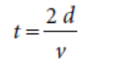 t = 2 d / v